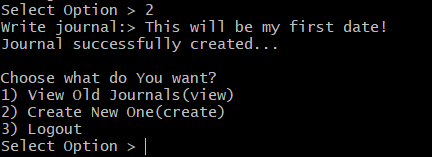 Select Option > 2
Write journal:> This will be my first date!
Journal successfully created...
Choose what do You want?
1) View Old Journals(view)
2) Create New One(create)
3) Logout
Select Option >